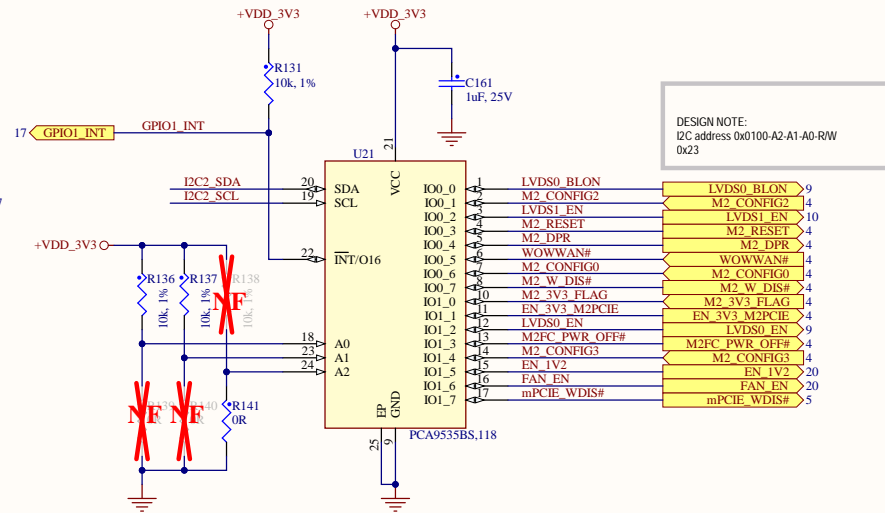 +VDD_3V3
+VDD_3V3
R131
10k, 1%
C161
1uF, 25V
17
GPIO1_INT
GPIO1_INT
DESIGN NOTE:
I2C address 0x0100-A2-A1-A0-R/W
0x23
U21
21
VCC
I2C2_SDA
20
SDA
I2C2_SCL
19
SCL
22
INT/O16
IO0_0
1
LVDS0_BLON
LVDS0_BLON
9
IO0_1
2
M2_CONFIG2
M2_CONFIG2
4
IO0_2
3
LVDS1_EN
LVDS1_EN
10
IO0_3
4
M2_RESET
M2_RESET
4
IO0_4
5
M2_DPR
M2_DPR
4
IO0_5
6
WOWWAN#
WOWWAN#
4
IO0_6
7
M2_CONFIG0
M2_CONFIG0
4
IO0_7
8
M2_W_DIS#
M2_W_DIS#
4
IO1_0
10
M2_3V3_FLAG
M2_3V3_FLAG
4
IO1_1
11
EN_3V3_M2PCIE
EN_3V3_M2PCIE
4
IO1_2
12
LVDS0_EN
LVDS0_EN
9
IO1_3
13
M2FC_PWR_OFF#
M2FC_PWR_OFF#
4
IO1_4
14
M2_CONFIG3
M2_CONFIG3
4
IO1_5
15
EN_1V2
EN_1V2
20
IO1_6
16
FAN_EN
FAN_EN
20
IO1_7
17
mPCIE_WDIS#
mPCIE_WDIS#
5
+VDD_3V3
R136
10k, 1%
R137
10k, 1%
R138
NF
18
A0
23
A1
24
A2
NF
NF
R141
0R
EP
GND
25
9
PCA9535BS,118